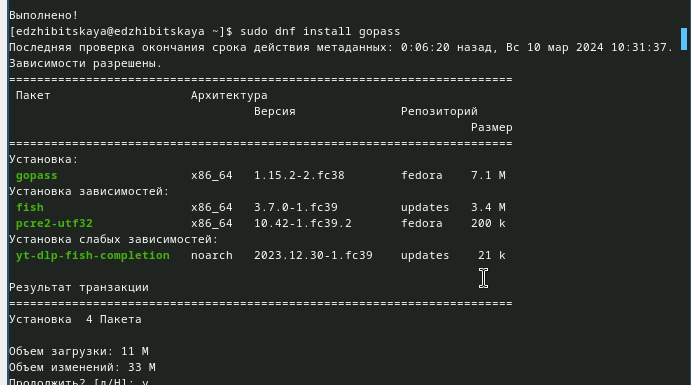 Выполнено!
[edzhibitskaya@edzhibitskaya ~]$ sudo dnf install gopass
Последняя проверка окончания срока действия метаданных: 0:06:20 назад, Вс 10 мар 2024 10:31:37.
Зависимости разрешены.
================================================================
Пакет Архитектура
Версия Репозиторий
Размер
================================================================
Установка:
gopass x86_64 1.15.2-2.fc38 fedora 7.1 M
Установка зависимостей:
fish x86_64 3.7.0-1.fc39 updates 3.4 M
pcre2-utf32 x86_64 10.42-1.fc39.2 fedora 200 k
Установка слабых зависимостей:
yt-dlp-fish-completion noarch 2023.12.30-1.fc39 updates 21 k
Результат транзакции
================================================================
Установка 4 Пакета
Объем загрузки: 11 M
Объем изменений: 33 M
Продолжить? [д/Н]: y